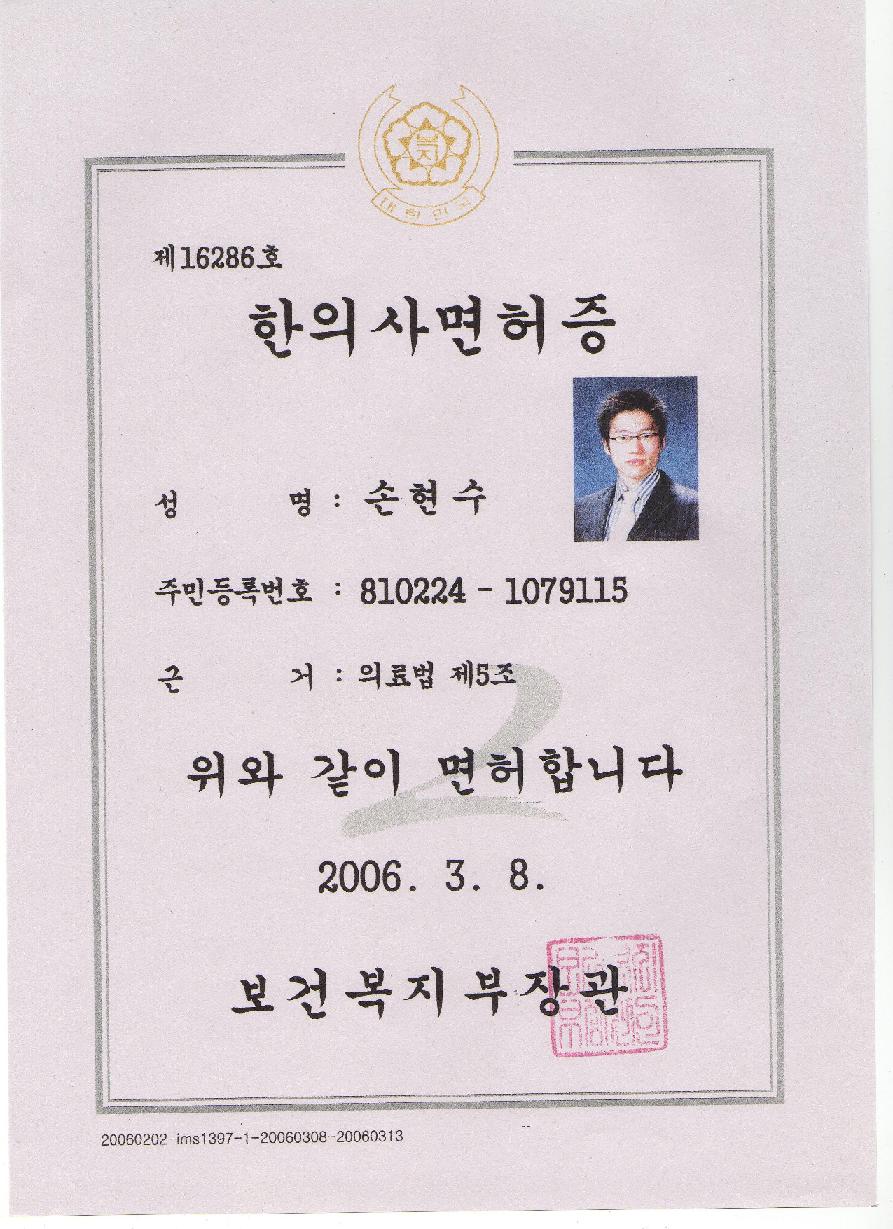 대한민국
제16286호
한의사면허증
성 명 : 손현수
주민등록번호 : 810224 - 1079115
근 거 : 의료법 제5조
위와 같이 면허합니다
2006. 3. 8.
보건복지부장관
20060202 ims1397-1-20060308-20060313